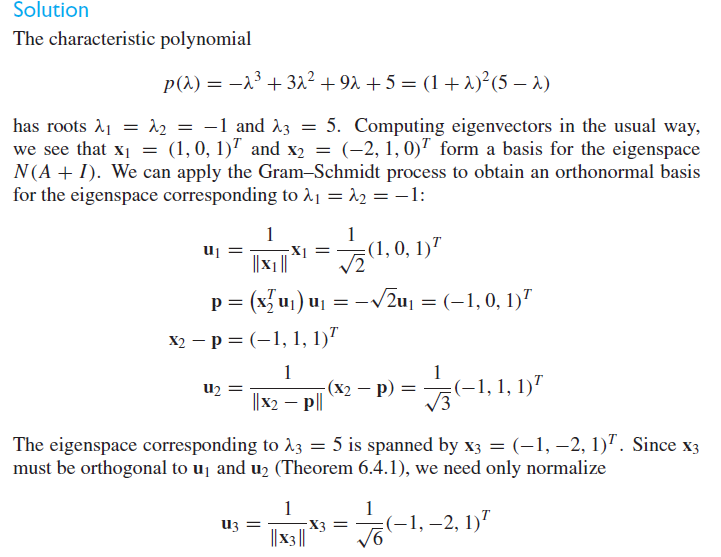 Solution
The characteristic polynomial
p(λ) = −λ³ + 3λ² + 9λ + 5 = (1 + λ)²(5 − λ)
has roots λ₁ = λ₂ = −1 and λ₃ = 5. Computing eigenvectors in the usual way,
we see that x₁ = (1, 0, 1)ᵀ and x₂ = (−2, 1, 0)ᵀ form a basis for the eigenspace
N(A + I). We can apply the Gram–Schmidt process to obtain an orthonormal basis
for the eigenspace corresponding to λ₁ = λ₂ = −1:
u₁ = 1/‖x₁‖ x₁ = 1/√2 (1, 0, 1)ᵀ
p = (x₂ᵀu₁) u₁ = −√2u₁ = (−1, 0, 1)ᵀ
x₂ − p = (−1, 1, 1)ᵀ
u₂ = 1/‖x₂ − p‖ (x₂ − p) = 1/√3 (−1, 1, 1)ᵀ
The eigenspace corresponding to λ₃ = 5 is spanned by x₃ = (−1, −2, 1)ᵀ. Since x₃
must be orthogonal to u₁ and u₂ (Theorem 6.4.1), we need only normalize
u₃ = 1/‖x₃‖ x₃ = 1/√6 (−1, −2, 1)ᵀ